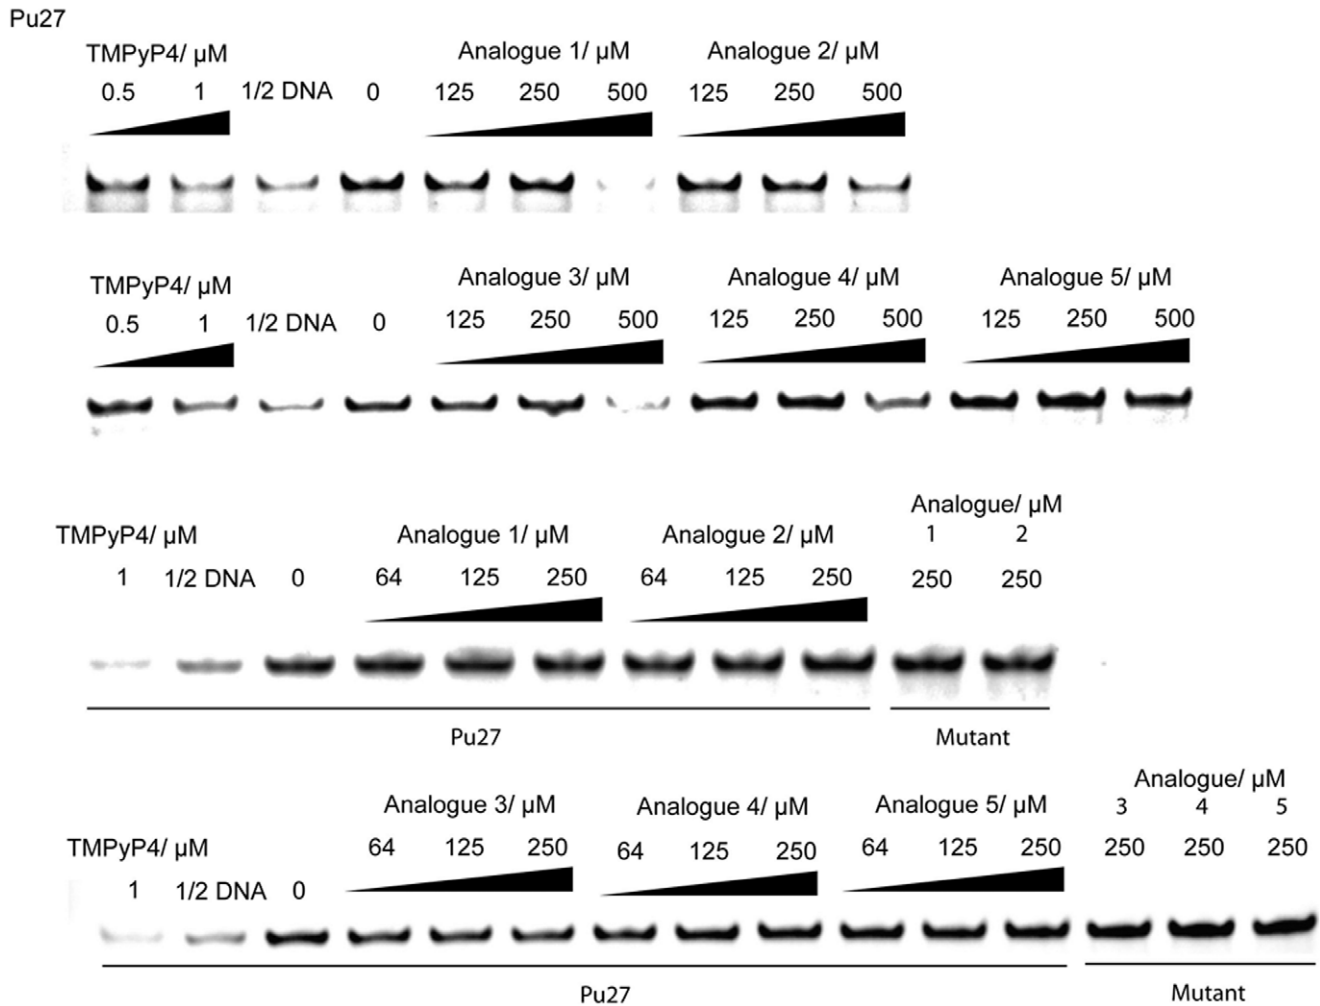 Pu27
TMPyP4/ μM Analogue 1/ μM Analogue 2/ μM
0.5 1 1/2 DNA 0 125 250 500 125 250 500
TMPyP4/ μM Analogue 3/ μM Analogue 4/ μM Analogue 5/ μM
0.5 1 1/2 DNA 0 125 250 500 125 250 500 125 250 500
Analogue/ μM
TMPyP4/ μM Analogue 1/ μM Analogue 2/ μM 1 2
1 1/2 DNA 0 64 125 250 64 125 250 250 250
Pu27 Mutant
Analogue/ μM
Analogue 3/ μM Analogue 4/ μM Analogue 5/ μM 3 4 5
TMPyP4/ μM 64 125 250 64 125 250 64 125 250 250 250 250
1 1/2 DNA 0
Pu27 Mutant